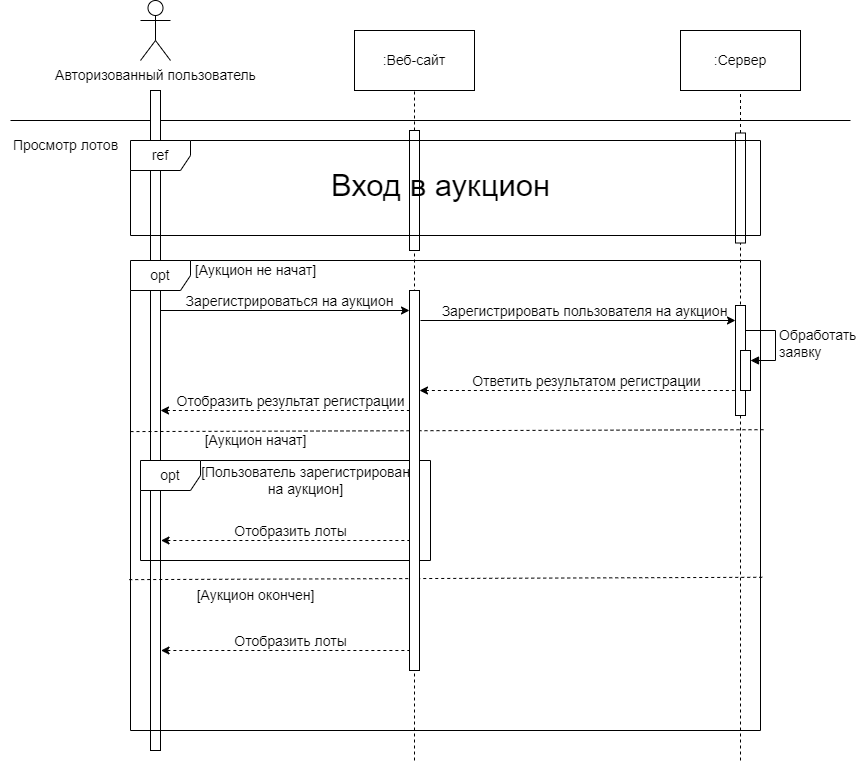 Авторизованный пользователь
:Веб-сайт
:Сервер
Просмотр лотов
ref
Вход в аукцион
opt
[Аукцион не начат]
Зарегистрироваться на аукцион
Зарегистрировать пользователя на аукцион
Обработать
заявку
Ответить результатом регистрации
Отобразить результат регистрации
[Аукцион начат]
opt
[Пользователь зарегистрирован
на аукцион]
Отобразить лоты
[Аукцион окончен]
Отобразить лоты